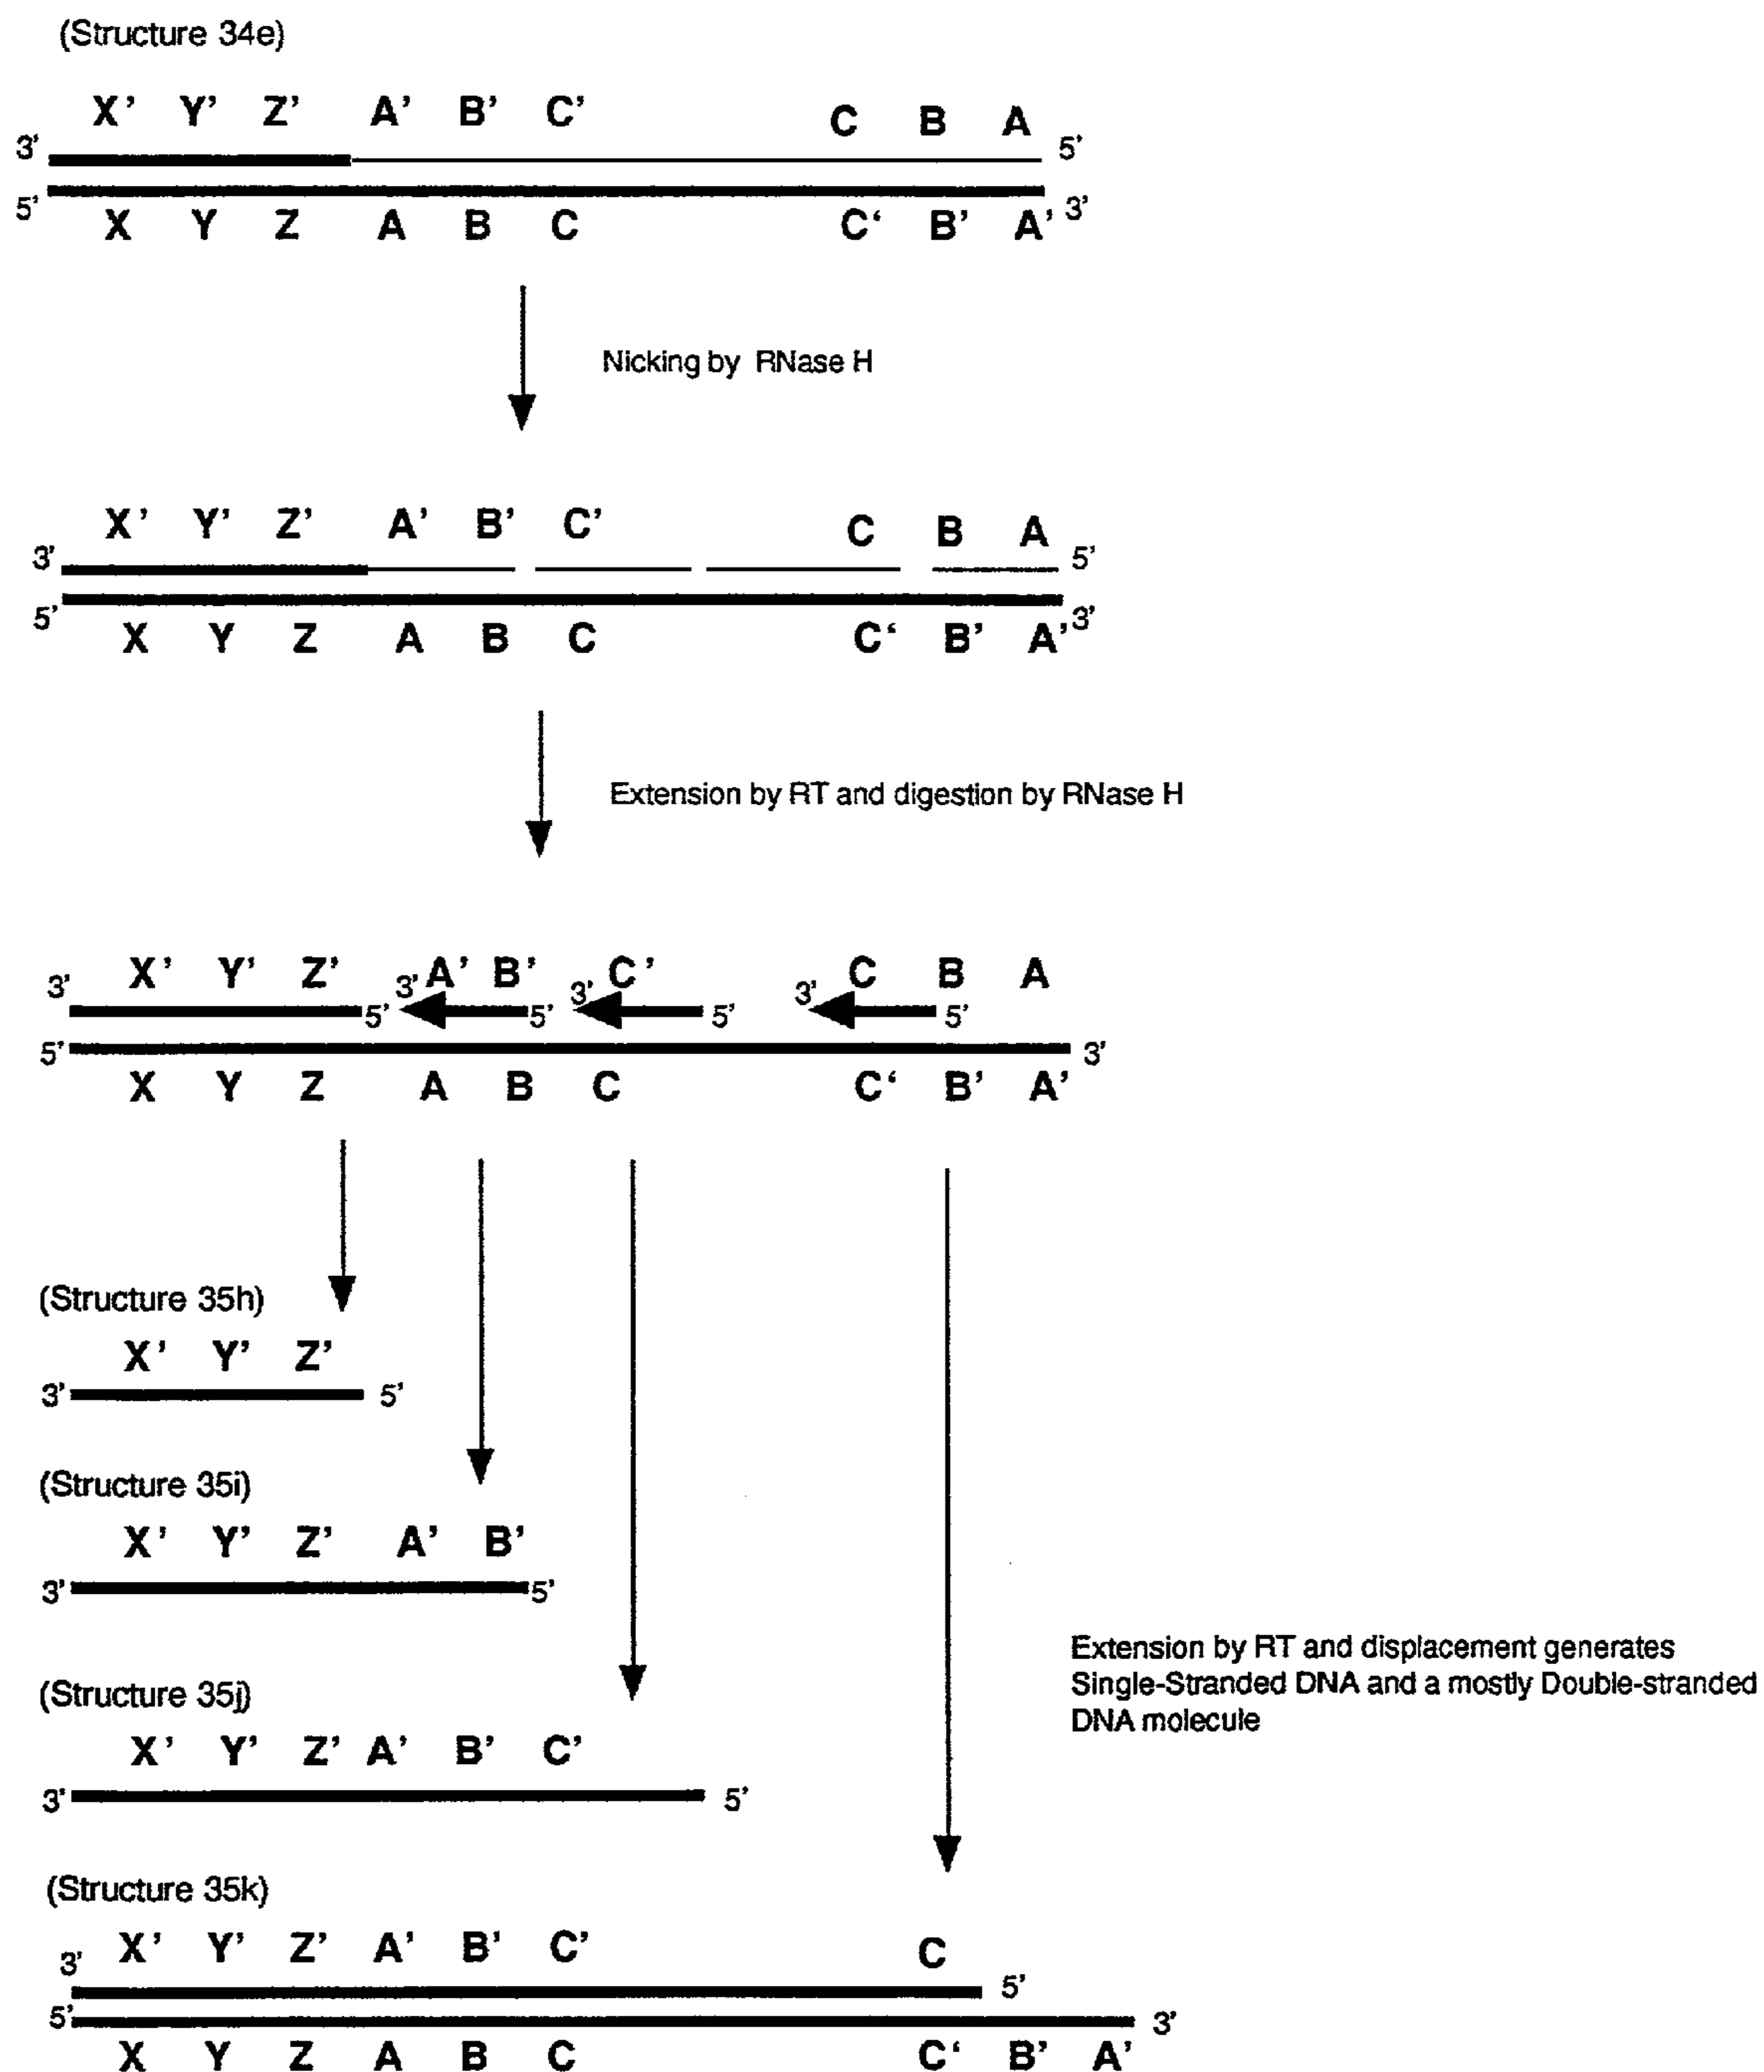 (Structure 34e)
X’ Y’ Z’ A’ B’ C’ C B A
3' 5'
5' 3'
X Y Z A B C C‘ B’ A’
Nicking by RNase H
X’ Y’ Z’ A’ B’ C’ C B A
3' 5'
5' 3'
X Y Z A B C C‘ B’ A’
Extension by RT and digestion by RNase H
X’ Y’ Z’ A’ B’ C’ C B A
3' 5' 3' 5' 3' 5' 3' 5'
5' 3'
X Y Z A B C C‘ B’ A’
(Structure 35h)
X’ Y’ Z’
3' 5'
(Structure 35i)
X’ Y’ Z’ A’ B’
3' 5'
Extension by RT and displacement generates
Single-Stranded DNA and a mostly Double-stranded
DNA molecule
(Structure 35j)
X’ Y’ Z’ A’ B’ C’
3' 5'
(Structure 35k)
X’ Y’ Z’ A’ B’ C’ C
3' 5'
5' 3'
X Y Z A B C C‘ B’ A’